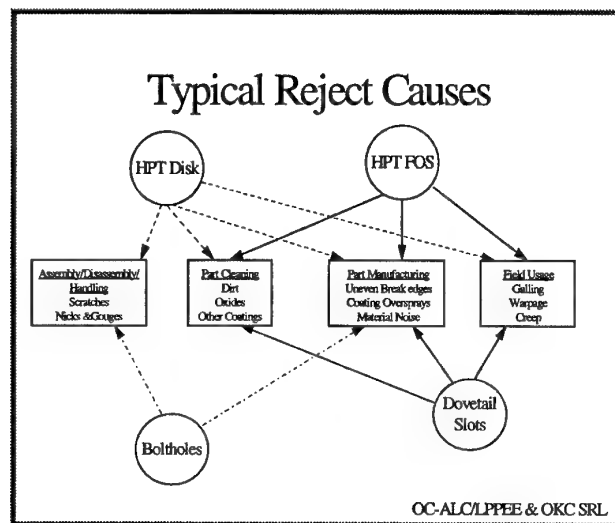 Typical Reject Causes
HPT Disk
HPT FOS
Assembly/Disassembly/
Handling
Scratches
Nicks &Gouges
Part Cleaning
Dirt
Oxides
Other Coatings
Part Manufacturing
Uneven Break edges
Coating Oversprays
Material Noise
Field Usage
Galling
Warpage
Creep
Boltholes
Dovetail
Slots
OC-ALC/LPPEE & OKC SRL